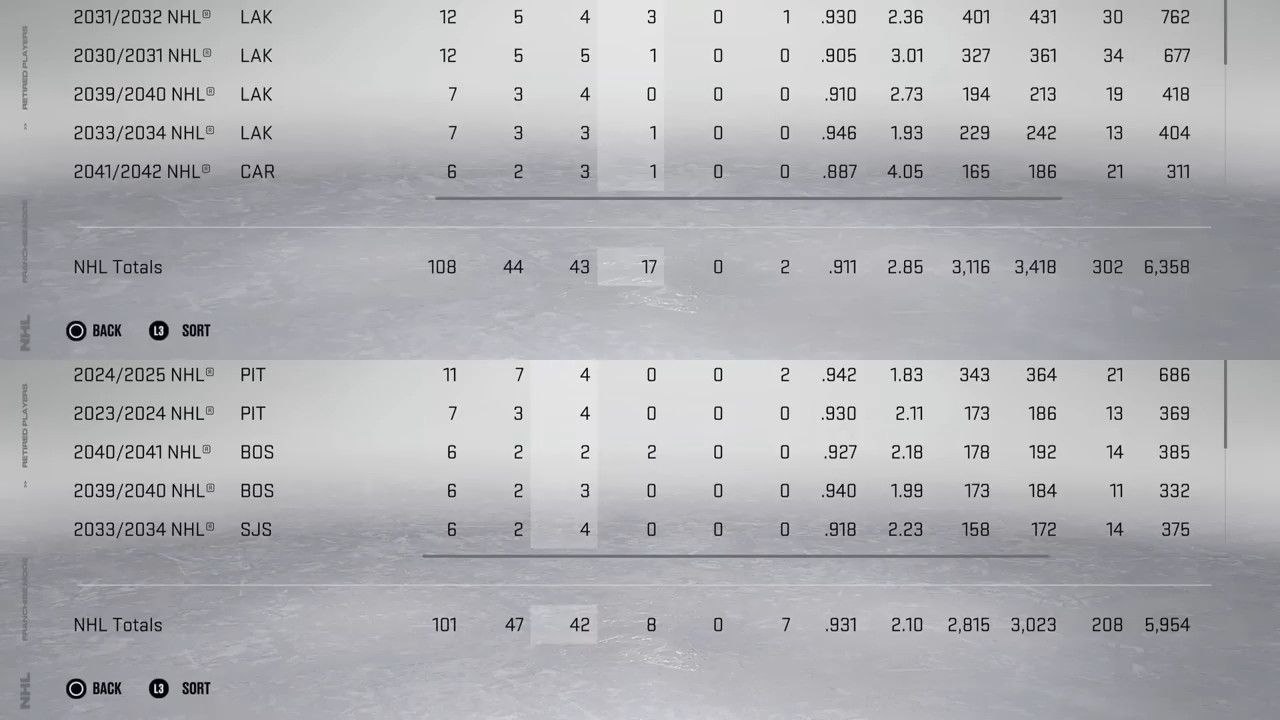 2031/2032 NHL® LAK 12 5 4 3 0 1 .930 2.36 401 431 30 762
2030/2031 NHL® LAK 12 5 5 1 0 0 .905 3.01 327 361 34 677
2039/2040 NHL® LAK 7 3 4 0 0 0 .910 2.73 194 213 19 418
2033/2034 NHL® LAK 7 3 3 1 0 0 .946 1.93 229 242 13 404
2041/2042 NHL® CAR 6 2 3 1 0 0 .887 4.05 165 186 21 311
NHL Totals 108 44 43 17 0 2 .911 2.85 3,116 3,418 302 6,358
BACK L3 SORT
RETIRED PLAYERS
FRANCHISE MODE
NHL
2024/2025 NHL® PIT 11 7 4 0 0 2 .942 1.83 343 364 21 686
2023/2024 NHL® PIT 7 3 4 0 0 0 .930 2.11 173 186 13 369
2040/2041 NHL® BOS 6 2 2 2 0 0 .927 2.18 178 192 14 385
2039/2040 NHL® BOS 6 2 3 0 0 0 .940 1.99 173 184 11 332
2033/2034 NHL® SJS 6 2 4 0 0 0 .918 2.23 158 172 14 375
NHL Totals 101 47 42 8 0 7 .931 2.10 2,815 3,023 208 5,954
BACK L3 SORT
RETIRED PLAYERS
FRANCHISE MODE
NHL